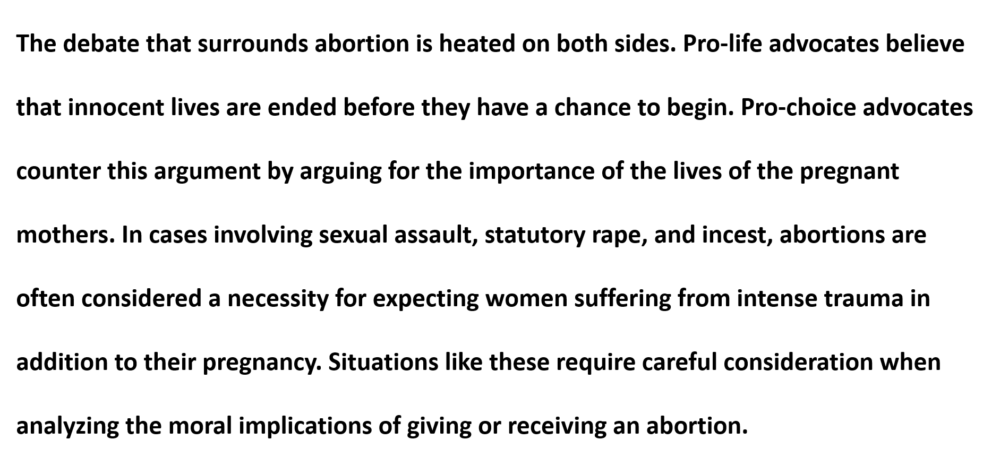 The debate that surrounds abortion is heated on both sides. Pro-life advocates believe
that innocent lives are ended before they have a chance to begin. Pro-choice advocates
counter this argument by arguing for the importance of the lives of the pregnant
mothers. In cases involving sexual assault, statutory rape, and incest, abortions are
often considered a necessity for expecting women suffering from intense trauma in
addition to their pregnancy. Situations like these require careful consideration when
analyzing the moral implications of giving or receiving an abortion.